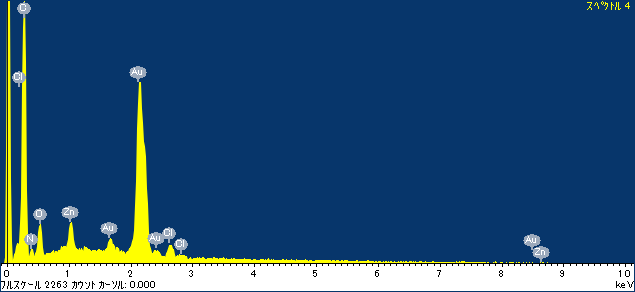 ｽﾍﾟｸﾄﾙ 4
C
Cl
Au
N
O
Zn
Au
Au
Cl
Cl
Au
Zn
0 1 2 3 4 5 6 7 8 9 10
ﾌﾙｽｹｰﾙ 2263 ｶｳﾝﾄ ｶｰｿﾙ: 0.000 keV